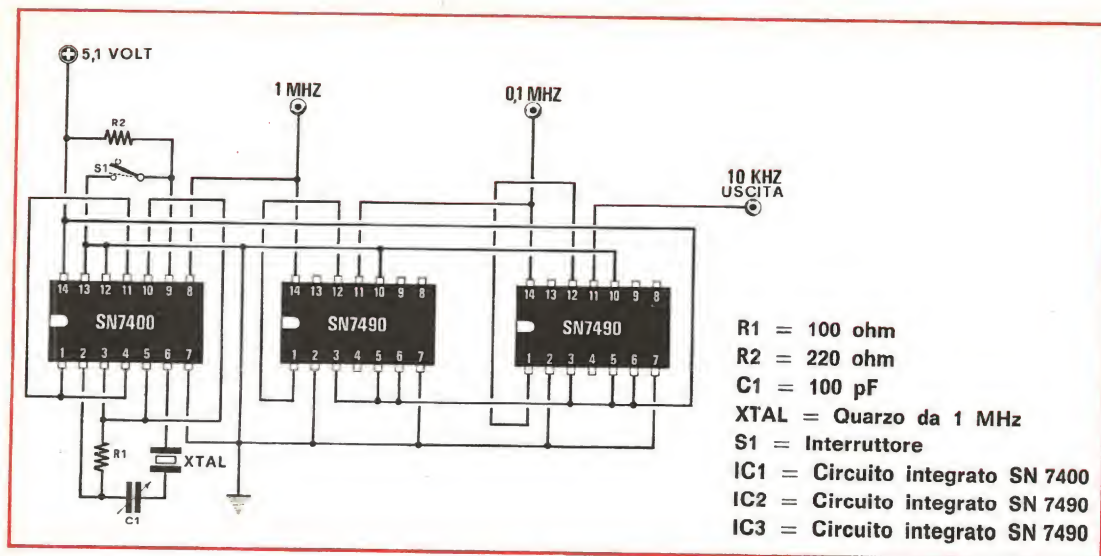 5,1 VOLT
1 MHZ
0,1 MHZ
10 KHZ
USCITA
R2
S1
14 13 12 11 10 9 8
SN7400
1 2 3 4 5 6 7
14 13 12 11 10 9 8
SN7490
1 2 3 4 5 6 7
14 13 12 11 10 9 8
SN7490
1 2 3 4 5 6 7
R1
XTAL
C1
R1 = 100 ohm
R2 = 220 ohm
C1 = 100 pF
XTAL = Quarzo da 1 MHz
S1 = Interruttore
IC1 = Circuito integrato SN 7400
IC2 = Circuito integrato SN 7490
IC3 = Circuito integrato SN 7490